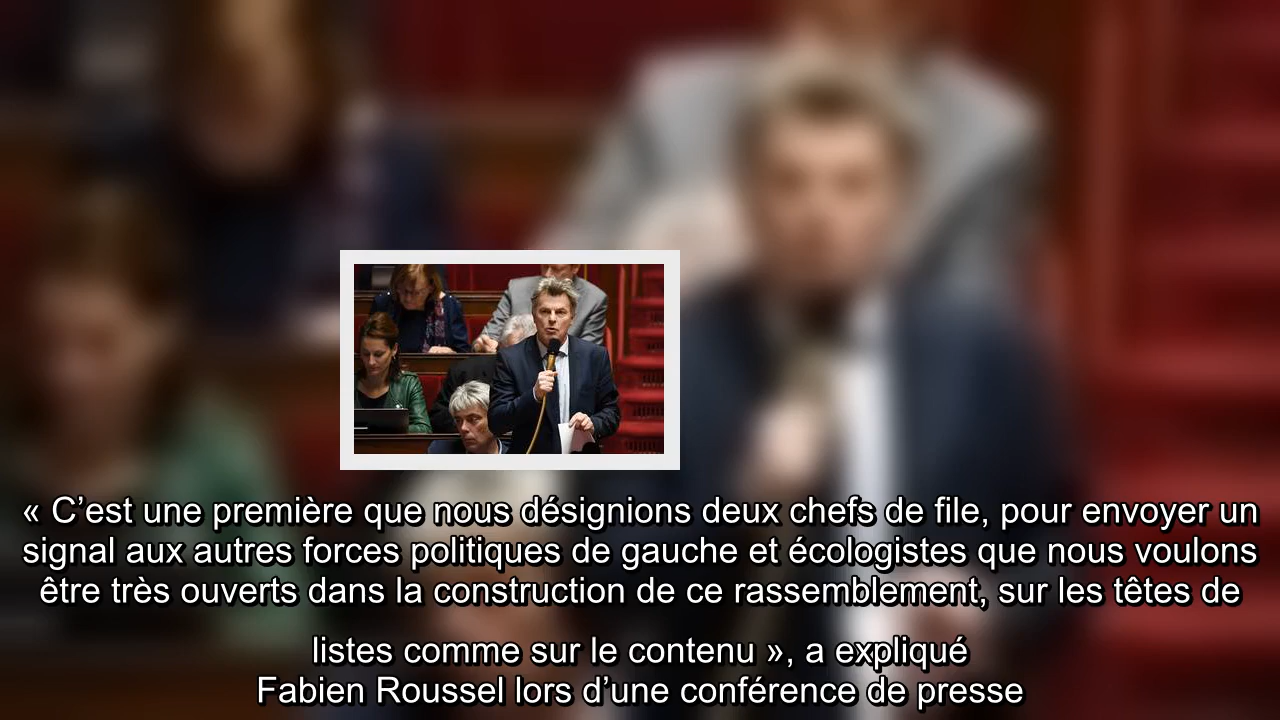 « C’est une première que nous désignions deux chefs de file, pour envoyer un
signal aux autres forces politiques de gauche et écologistes que nous voulons
être très ouverts dans la construction de ce rassemblement, sur les têtes de
listes comme sur le contenu », a expliqué
Fabien Roussel lors d’une conférence de presse